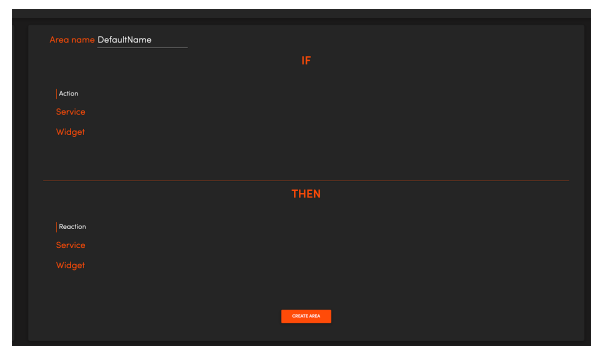 Area name DefaultName
IF
Action
Service
Widget
THEN
Reaction
Service
Widget
CREATE AREA